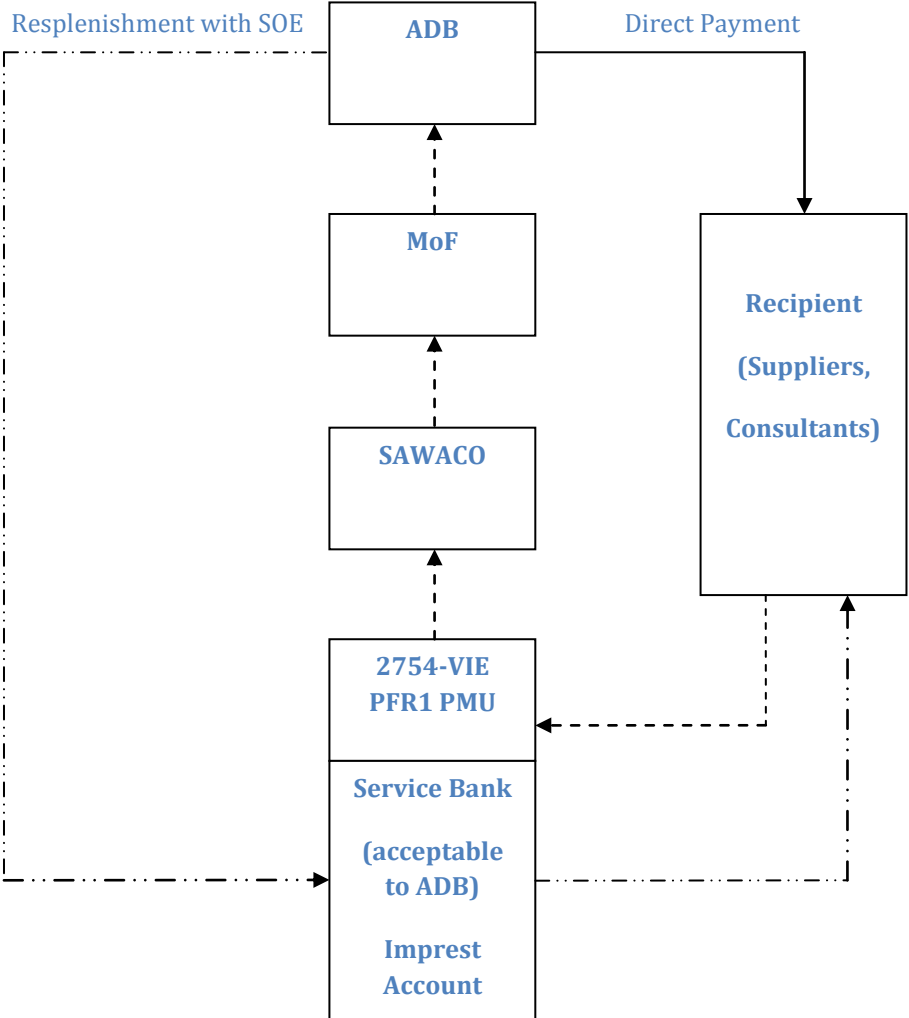 Resplenishment with SOE
ADB
Direct Payment
MoF
Recipient
(Suppliers,
Consultants)
SAWACO
2754-VIE
PFR1 PMU
Service Bank
(acceptable
to ADB)
Imprest
Account